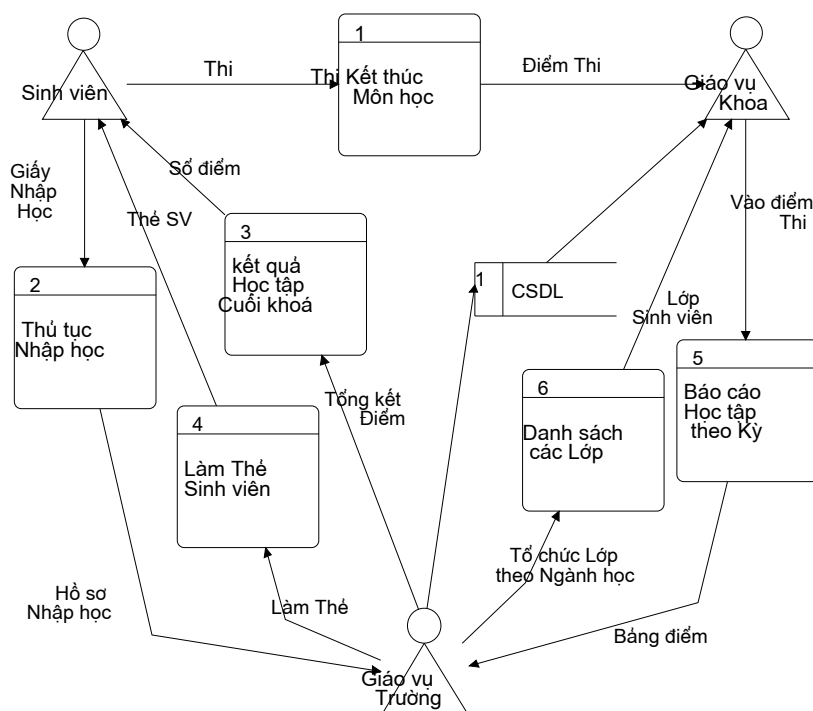 1
Thi Kết thúc
Môn học
Thi
Điểm Thi
Sinh viên
Giáo vụ
Khoa
Giấy
Nhập
Học
Sổ điểm
Thẻ SV
Vào điểm
Thi
3
kết quả
Học tập
Cuối khoá
2
Thủ tục
Nhập học
1
CSDL
Lớp
Sinh viên
5
Báo cáo
Học tập
theo Kỳ
6
Danh sách
các Lớp
Tổng kết
Điểm
4
Làm Thẻ
Sinh viên
Tổ chức Lớp
theo Ngành học
Hồ sơ
Nhập học
Làm Thẻ
Bảng điểm
Giáo vụ
Trường